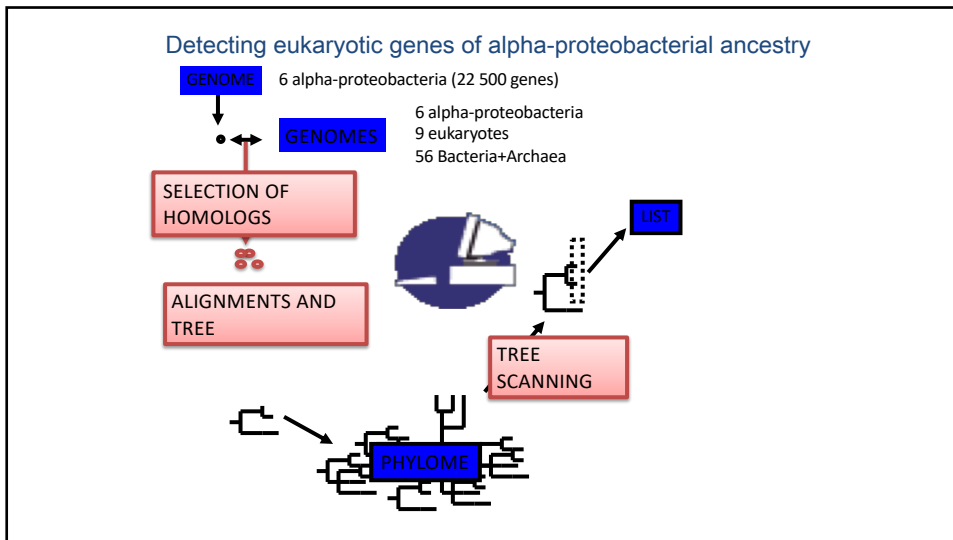 Detecting eukaryotic genes of alpha-proteobacterial ancestry
GENOME
6 alpha-proteobacteria (22 500 genes)
GENOMES
6 alpha-proteobacteria
9 eukaryotes
56 Bacteria+Archaea
SELECTION OF
HOMOLOGS
LIST
ALIGNMENTS AND
TREE
TREE
SCANNING
PHYLOME